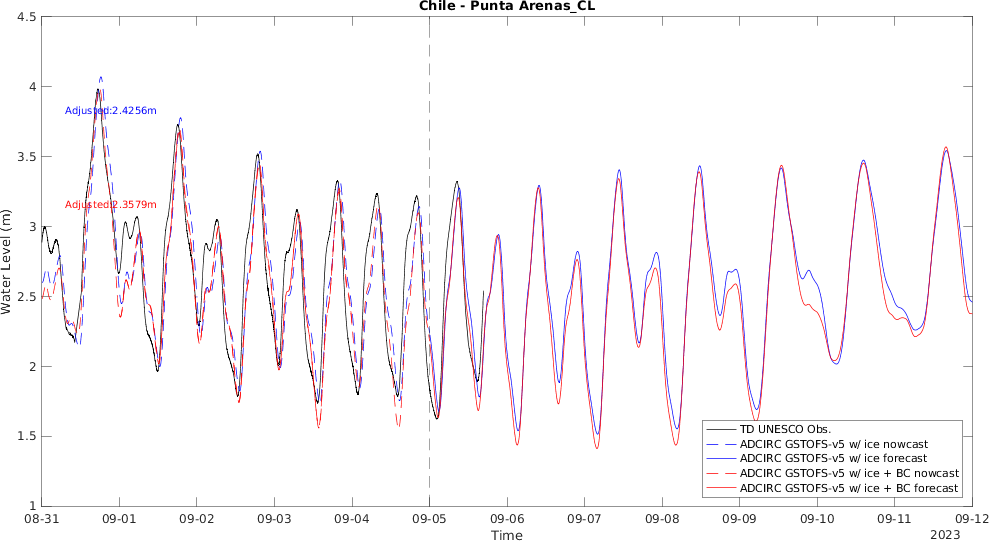 Chile - Punta Arenas_CL
4.5
4
3.5
3
2.5
2
1.5
1
Water Level (m)
Adjusted:2.4256m
Adjusted:2.3579m
TD UNESCO Obs.
ADCIRC GSTOFS-v5 w/ ice nowcast
ADCIRC GSTOFS-v5 w/ ice forecast
ADCIRC GSTOFS-v5 w/ ice + BC nowcast
ADCIRC GSTOFS-v5 w/ ice + BC forecast
08-31 09-01 09-02 09-03 09-04 09-05 09-06 09-07 09-08 09-09 09-10 09-11 09-12
Time
2023